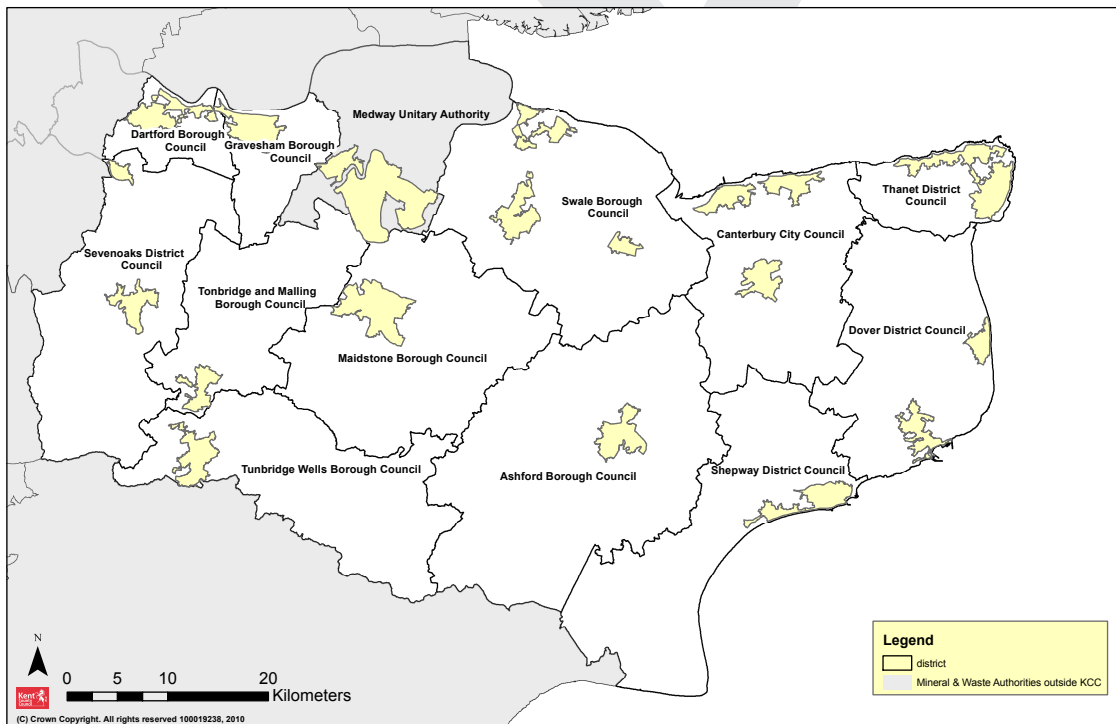 Medway Unitary Authority
Dartford Borough
Council
Gravesham Borough
Council
Swale Borough
Council
Thanet District
Council
Canterbury City Council
Sevenoaks District
Council
Tonbridge and Malling
Borough Council
Dover District Council
Maidstone Borough Council
Tunbridge Wells Borough Council
Ashford Borough Council
Shepway District Council
N
0 5 10 20
Kilometers
Kent
County
Council
(C) Crown Copyright. All rights reserved 100019238, 2010
Legend
district
Mineral & Waste Authorities outside KCC